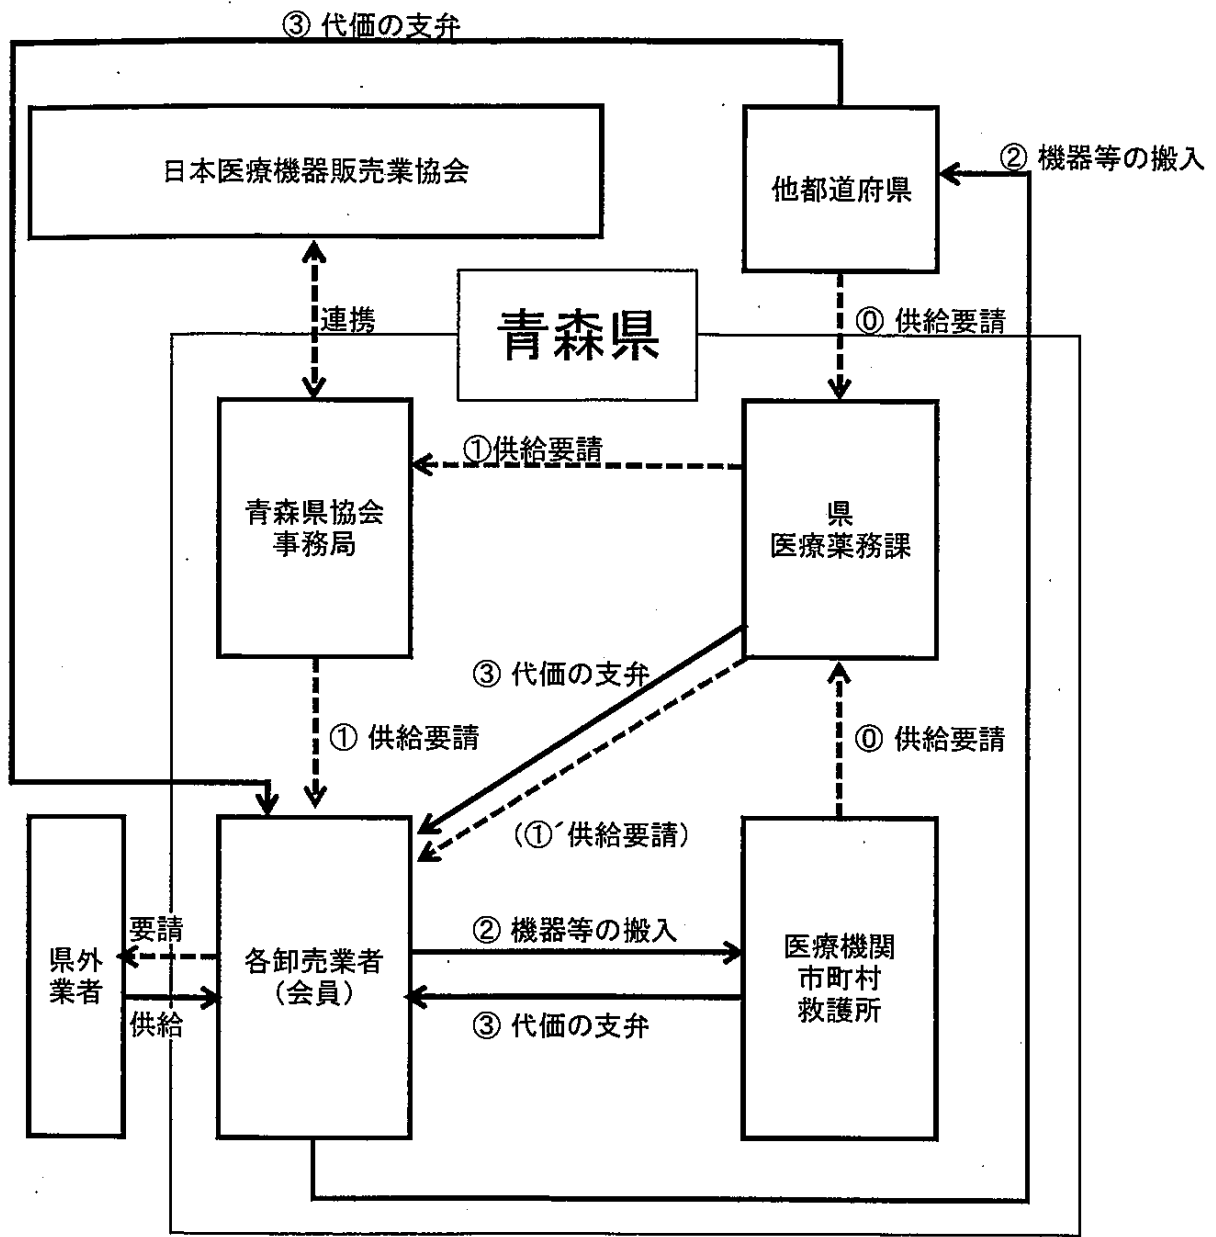 ③ 代価の支弁
日本医療機器販売業協会
他都道府県
② 機器等の搬入
連携
青森県
⓪ 供給要請
①供給要請
青森県協会
事務局
県
医療薬務課
③ 代価の支弁
① 供給要請
⓪ 供給要請
(①´供給要請)
県外
業者
要請
供給
各卸売業者
(会員)
② 機器等の搬入
③ 代価の支弁
医療機関
市町村
救護所